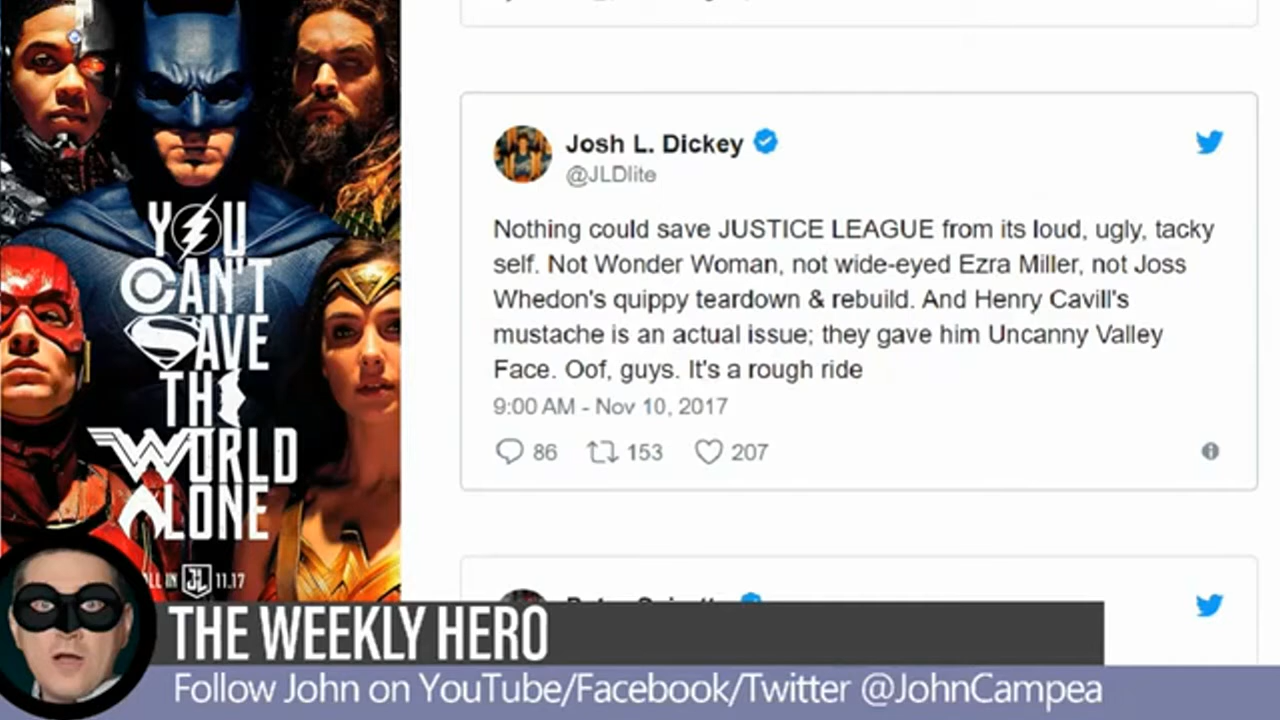 YOU
CAN'T
SAVE
THE
WORLD
ALONE
ALL IN JL 11.17
Josh L. Dickey
@JLDlite
Nothing could save JUSTICE LEAGUE from its loud, ugly, tacky
self. Not Wonder Woman, not wide-eyed Ezra Miller, not Joss
Whedon's quippy teardown & rebuild. And Henry Cavill's
mustache is an actual issue; they gave him Uncanny Valley
Face. Oof, guys. It's a rough ride
9:00 AM - Nov 10, 2017
86 153 207
THE WEEKLY HERO
Follow John on YouTube/Facebook/Twitter @JohnCampea